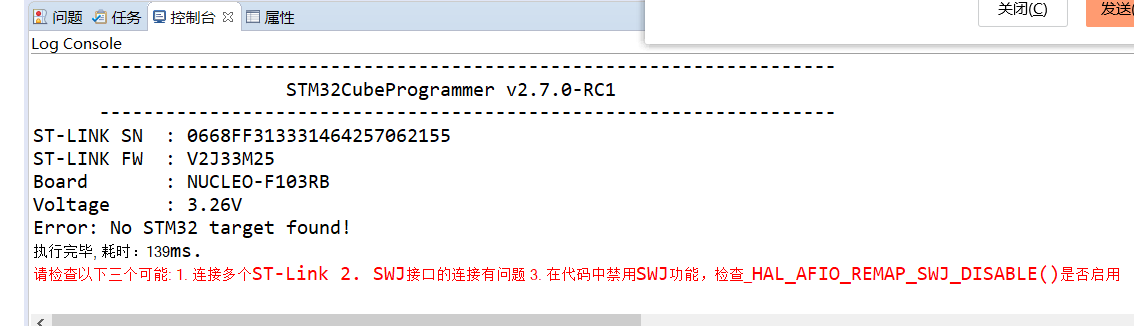 关闭(C)
发送(
问题 任务 控制台 属性
Log Console
-------------------------------------------------------------------
STM32CubeProgrammer v2.7.0-RC1
-------------------------------------------------------------------
ST-LINK SN : 0668FF313331464257062155
ST-LINK FW : V2J33M25
Board : NUCLEO-F103RB
Voltage : 3.26V
Error: No STM32 target found!
执行完毕, 耗时：139ms.
请检查以下三个可能: 1. 连接多个ST-Link 2. SWJ接口的连接有问题 3. 在代码中禁用SWJ功能，检查_HAL_AFIO_REMAP_SWJ_DISABLE()是否启用